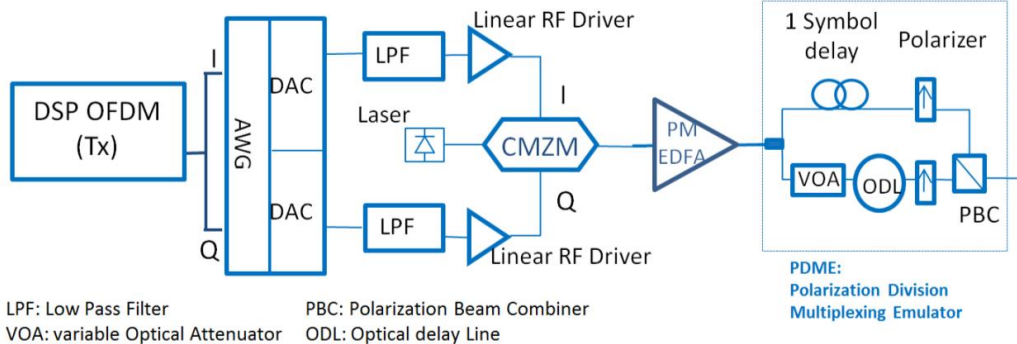 DSP OFDM
(Tx)
I
Q
AWG
DAC
DAC
LPF
LPF
Linear RF Driver
Linear RF Driver
Laser
I
CMZM
Q
PM
EDFA
1 Symbol
delay
Polarizer
VOA
ODL
PBC
PDME:
Polarization Division
Multiplexing Emulator
LPF: Low Pass Filter
PBC: Polarization Beam Combiner
VOA: variable Optical Attenuator
ODL: Optical delay Line